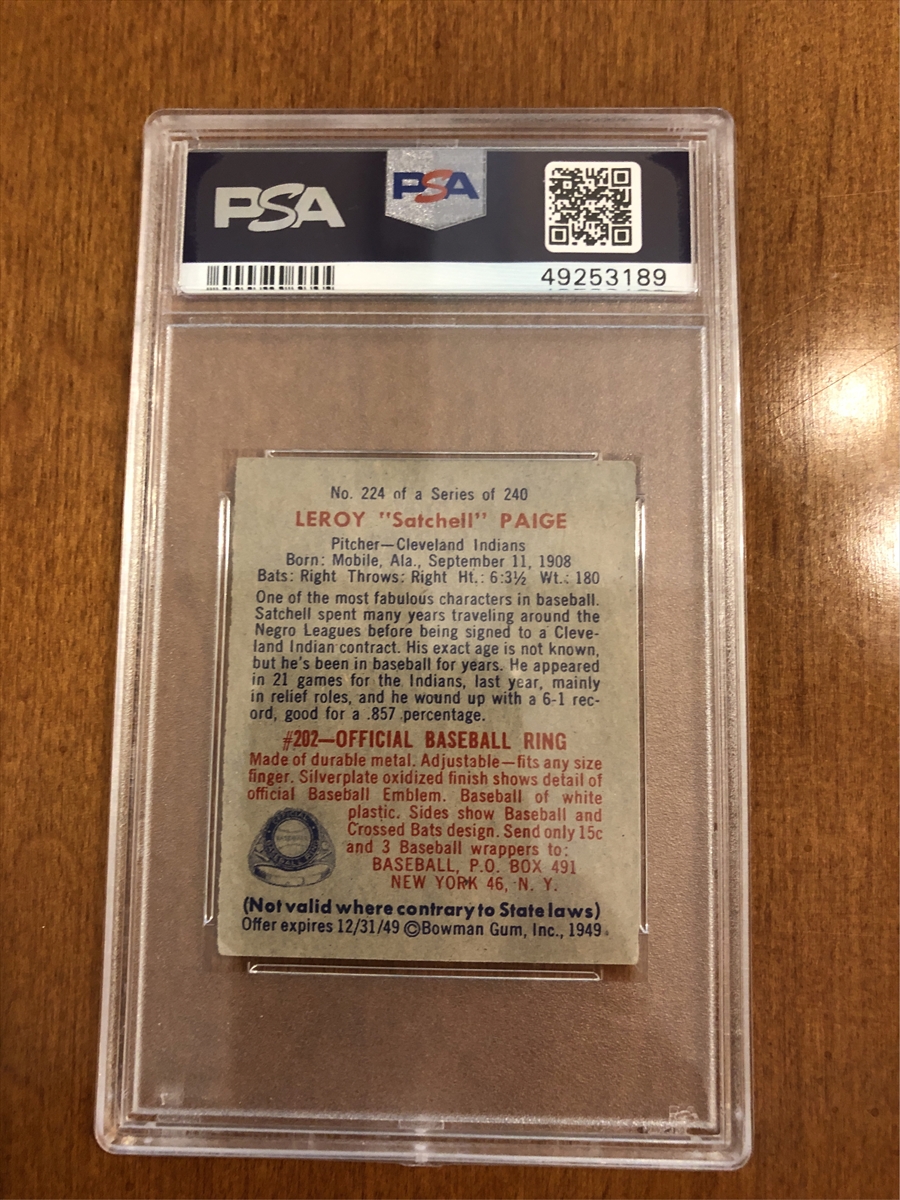 PSA
PSA
49253189
No. 224 of a Series of 240
LEROY "Satchell" PAIGE
Pitcher—Cleveland Indians
Born: Mobile, Ala., September 11, 1908
Bats: Right Throws: Right Ht.: 6:3½ Wt.: 180
One of the most fabulous characters in baseball.
Satchell spent many years traveling around the
Negro Leagues before being signed to a Cleve-
land Indian contract. His exact age is not known,
but he's been in baseball for years. He appeared
in 21 games for the Indians, last year, mainly
in relief roles, and he wound up with a 6-1 rec-
ord, good for a .857 percentage.
#202—OFFICIAL BASEBALL RING
Made of durable metal. Adjustable—fits any size
finger. Silverplate oxidized finish shows detail of
official Baseball Emblem. Baseball of white
plastic. Sides show Baseball and
Crossed Bats design. Send only 15c
and 3 Baseball wrappers to:
BASEBALL, P.O. BOX 491
NEW YORK 46, N. Y.
(Not valid where contrary to State laws)
Offer expires 12/31/49 ©Bowman Gum, Inc., 1949